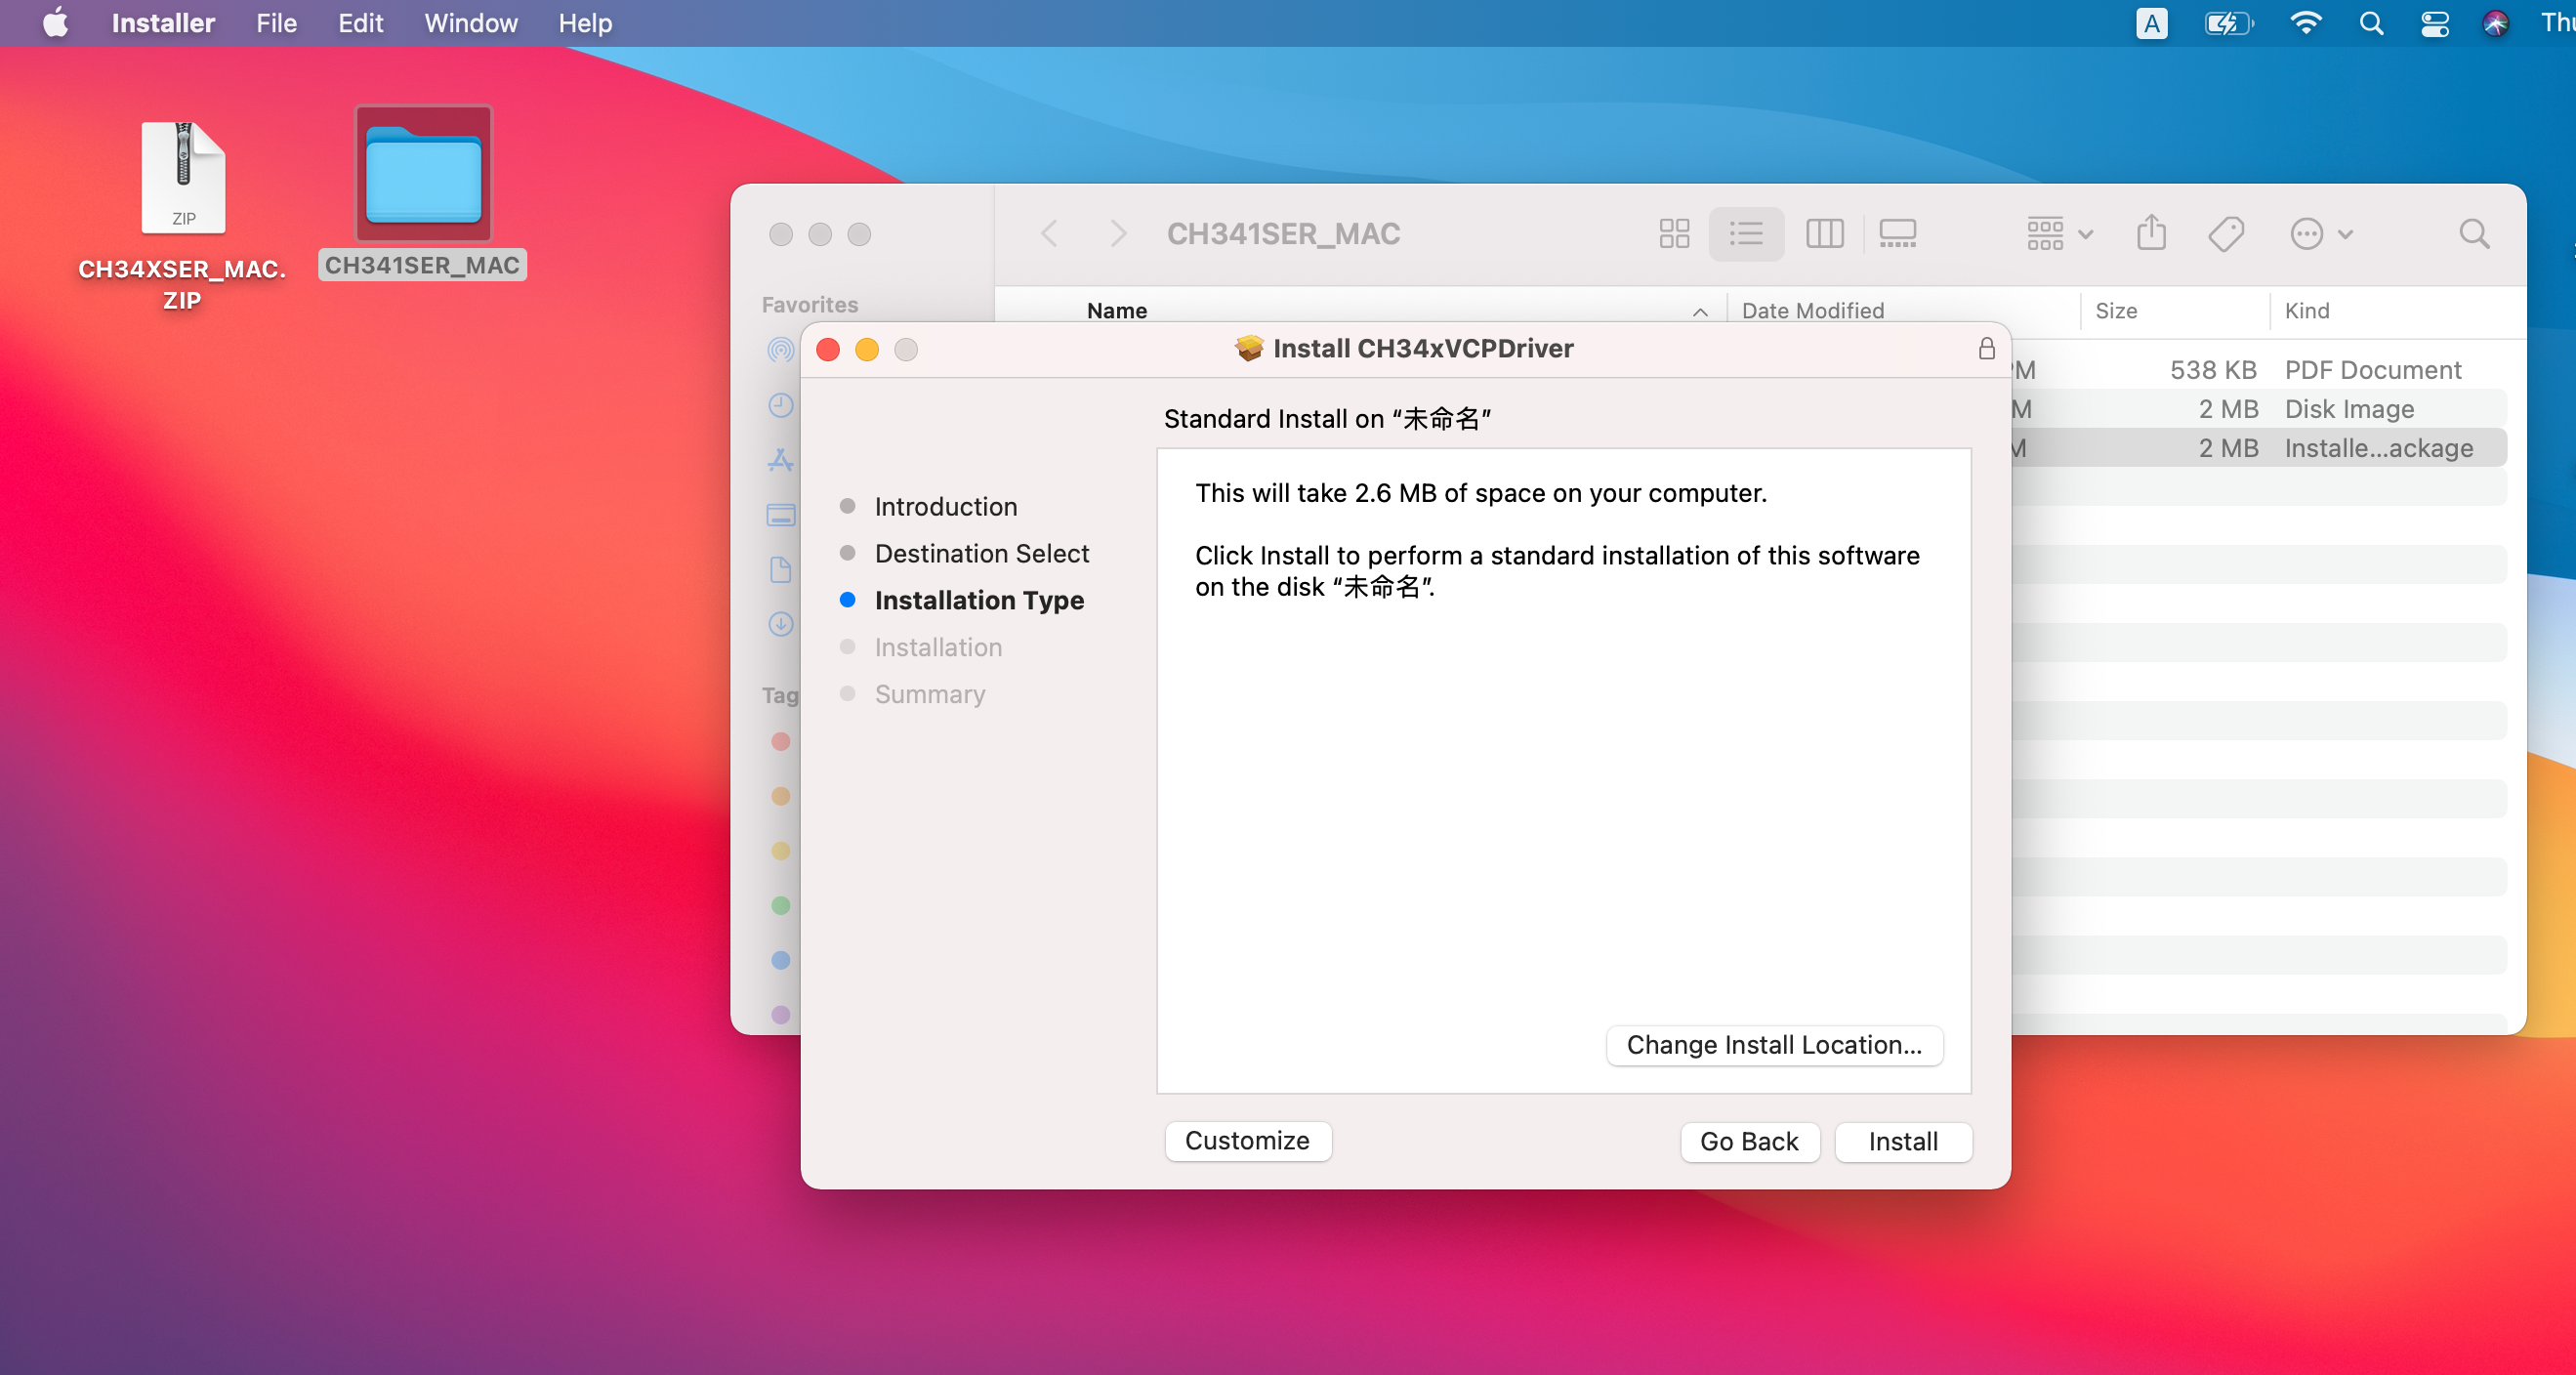 Installer File Edit Window Help
A
Thu
ZIP
CH34XSER_MAC.
ZIP
CH341SER_MAC
CH341SER_MAC
Favorites
Name Date Modified Size Kind
538 KB PDF Document
2 MB Disk Image
2 MB Installe...ackage
Install CH34xVCPDriver
Standard Install on “未命名”
Introduction
Destination Select
Installation Type
Installation
Summary
Tag
This will take 2.6 MB of space on your computer.
Click Install to perform a standard installation of this software
on the disk “未命名”.
Change Install Location...
Customize
Go Back
Install